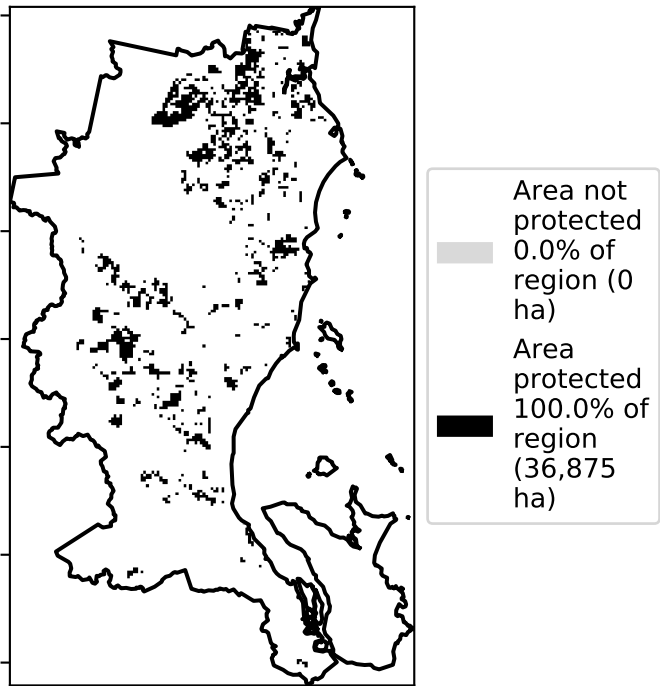 Area not
protected
0.0% of
region (0
ha)
Area
protected
100.0% of
region
(36,875
ha)